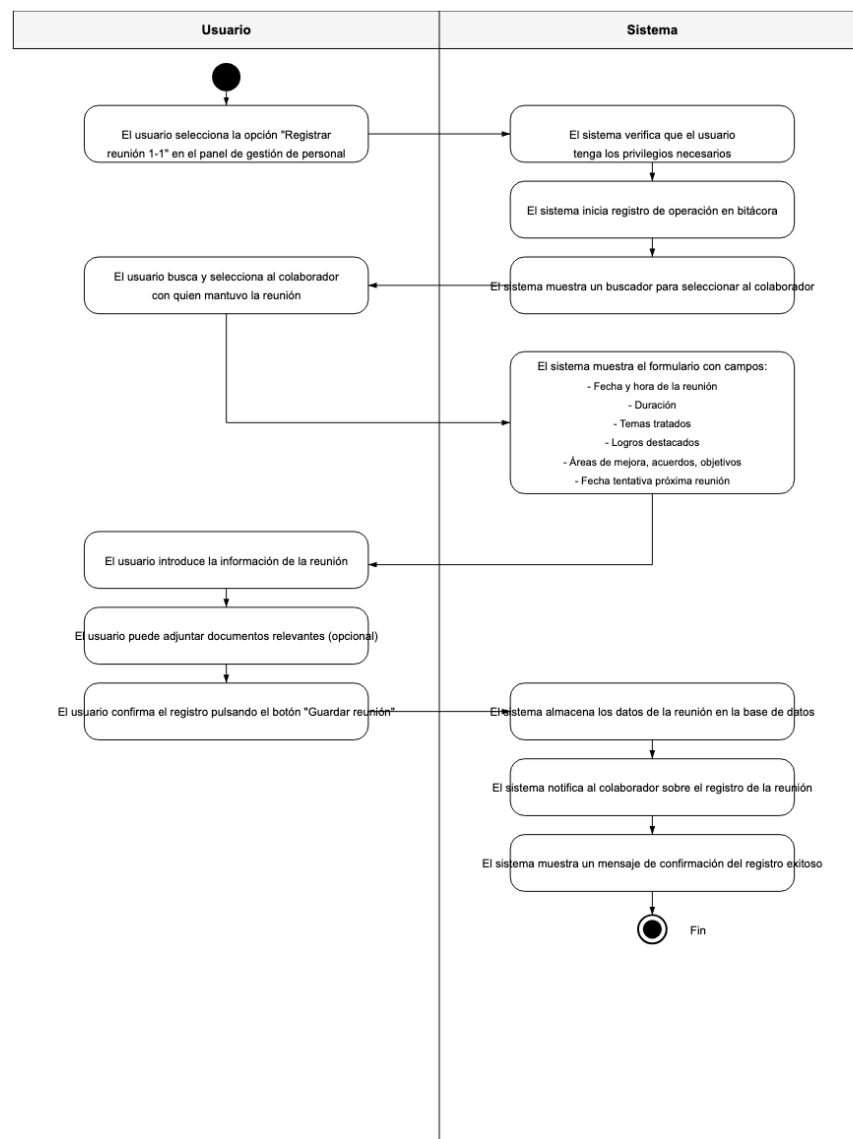 Usuario
Sistema
El usuario selecciona la opción "Registrar
reunión 1-1" en el panel de gestión de personal
El sistema verifica que el usuario
tenga los privilegios necesarios
El sistema inicia registro de operación en bitácora
El sistema muestra un buscador para seleccionar al colaborador
El usuario busca y selecciona al colaborador
con quien mantuvo la reunión
El sistema muestra el formulario con campos:
- Fecha y hora de la reunión
- Duración
- Temas tratados
- Logros destacados
- Áreas de mejora, acuerdos, objetivos
- Fecha tentativa próxima reunión
El usuario introduce la información de la reunión
El usuario puede adjuntar documentos relevantes (opcional)
El usuario confirma el registro pulsando el botón "Guardar reunión"
El sistema almacena los datos de la reunión en la base de datos
El sistema notifica al colaborador sobre el registro de la reunión
El sistema muestra un mensaje de confirmación del registro exitoso
Fin